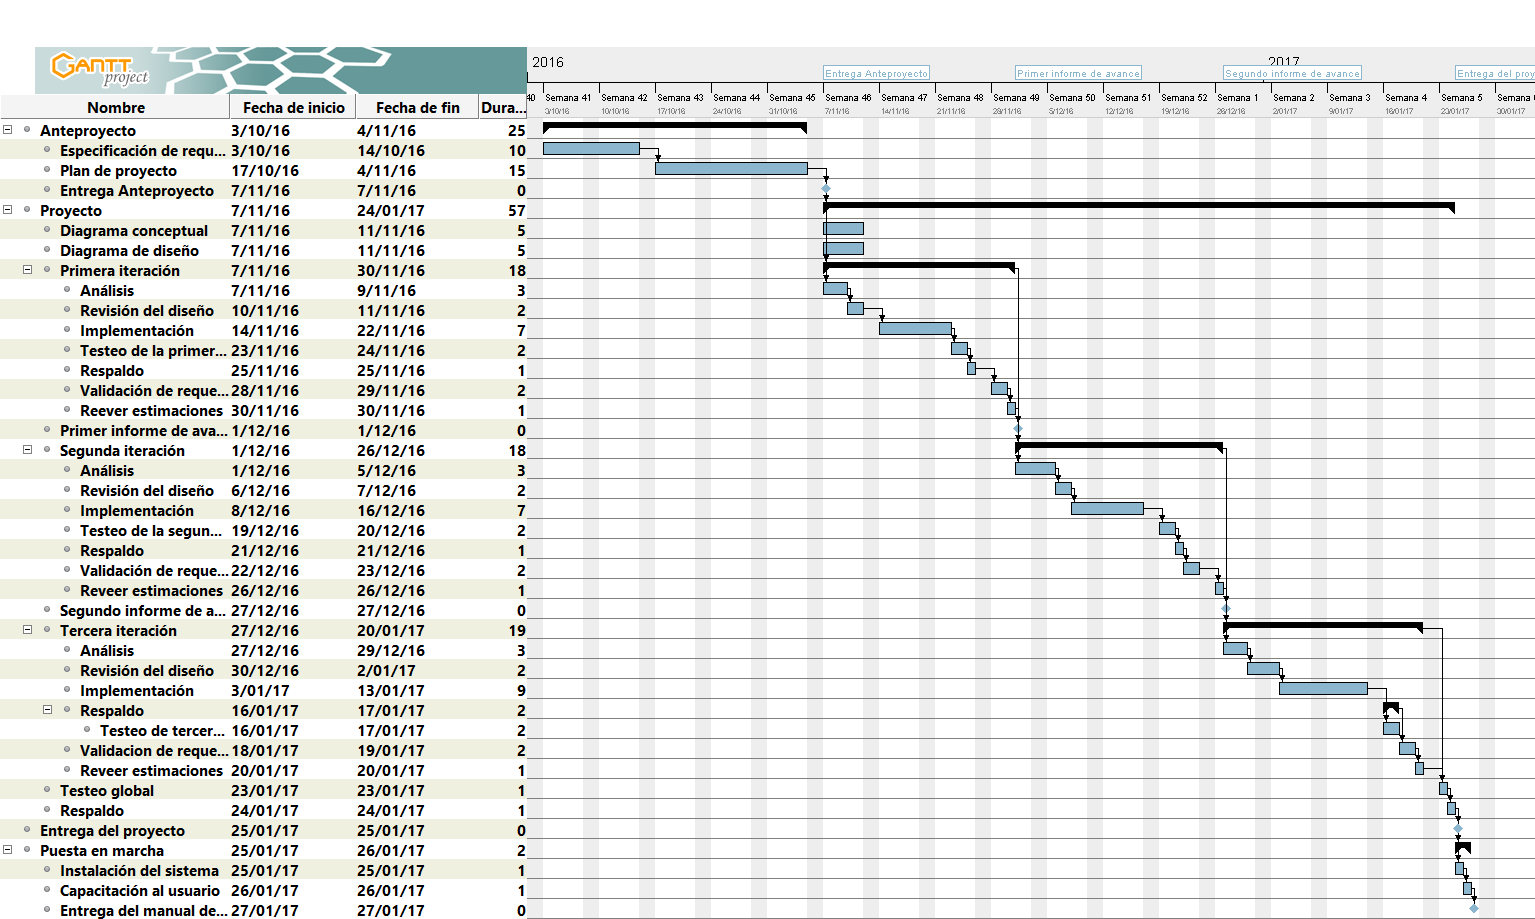 GANTT
project
2016
2017
Entrega Anteproyecto
Primer informe de avance
Segundo informe de avance
Entrega del proy
Nombre Fecha de inicio Fecha de fin Dura...
40 Semana 41 Semana 42 Semana 43 Semana 44 Semana 45 Semana 46 Semana 47 Semana 48 Semana 49 Semana 50 Semana 51 Semana 52 Semana 1 Semana 2 Semana 3 Semana 4 Semana 5 Semana
3/10/16 10/10/16 17/10/16 24/10/16 31/10/16 7/11/16 14/11/16 21/11/16 28/11/16 5/12/16 12/12/16 19/12/16 26/12/16 2/01/17 9/01/17 16/01/17 23/01/17 30/01/17
Anteproyecto 3/10/16 4/11/16 25
Especificación de requ... 3/10/16 14/10/16 10
Plan de proyecto 17/10/16 4/11/16 15
Entrega Anteproyecto 7/11/16 7/11/16 0
Proyecto 7/11/16 24/01/17 57
Diagrama conceptual 7/11/16 11/11/16 5
Diagrama de diseño 7/11/16 11/11/16 5
Primera iteración 7/11/16 30/11/16 18
Análisis 7/11/16 9/11/16 3
Revisión del diseño 10/11/16 11/11/16 2
Implementación 14/11/16 22/11/16 7
Testeo de la primer... 23/11/16 24/11/16 2
Respaldo 25/11/16 25/11/16 1
Validación de reque... 28/11/16 29/11/16 2
Reever estimaciones 30/11/16 30/11/16 1
Primer informe de ava... 1/12/16 1/12/16 0
Segunda iteración 1/12/16 26/12/16 18
Análisis 1/12/16 5/12/16 3
Revisión del diseño 6/12/16 7/12/16 2
Implementación 8/12/16 16/12/16 7
Testeo de la segun... 19/12/16 20/12/16 2
Respaldo 21/12/16 21/12/16 1
Validación de reque... 22/12/16 23/12/16 2
Reveer estimaciones 26/12/16 26/12/16 1
Segundo informe de a... 27/12/16 27/12/16 0
Tercera iteración 27/12/16 20/01/17 19
Análisis 27/12/16 29/12/16 3
Revisión del diseño 30/12/16 2/01/17 2
Implementación 3/01/17 13/01/17 9
Respaldo 16/01/17 17/01/17 2
Testeo de tercer... 16/01/17 17/01/17 2
Validacion de reque... 18/01/17 19/01/17 2
Reveer estimaciones 20/01/17 20/01/17 1
Testeo global 23/01/17 23/01/17 1
Respaldo 24/01/17 24/01/17 1
Entrega del proyecto 25/01/17 25/01/17 0
Puesta en marcha 25/01/17 26/01/17 2
Instalación del sistema 25/01/17 25/01/17 1
Capacitación al usuario 26/01/17 26/01/17 1
Entrega del manual de... 27/01/17 27/01/17 0